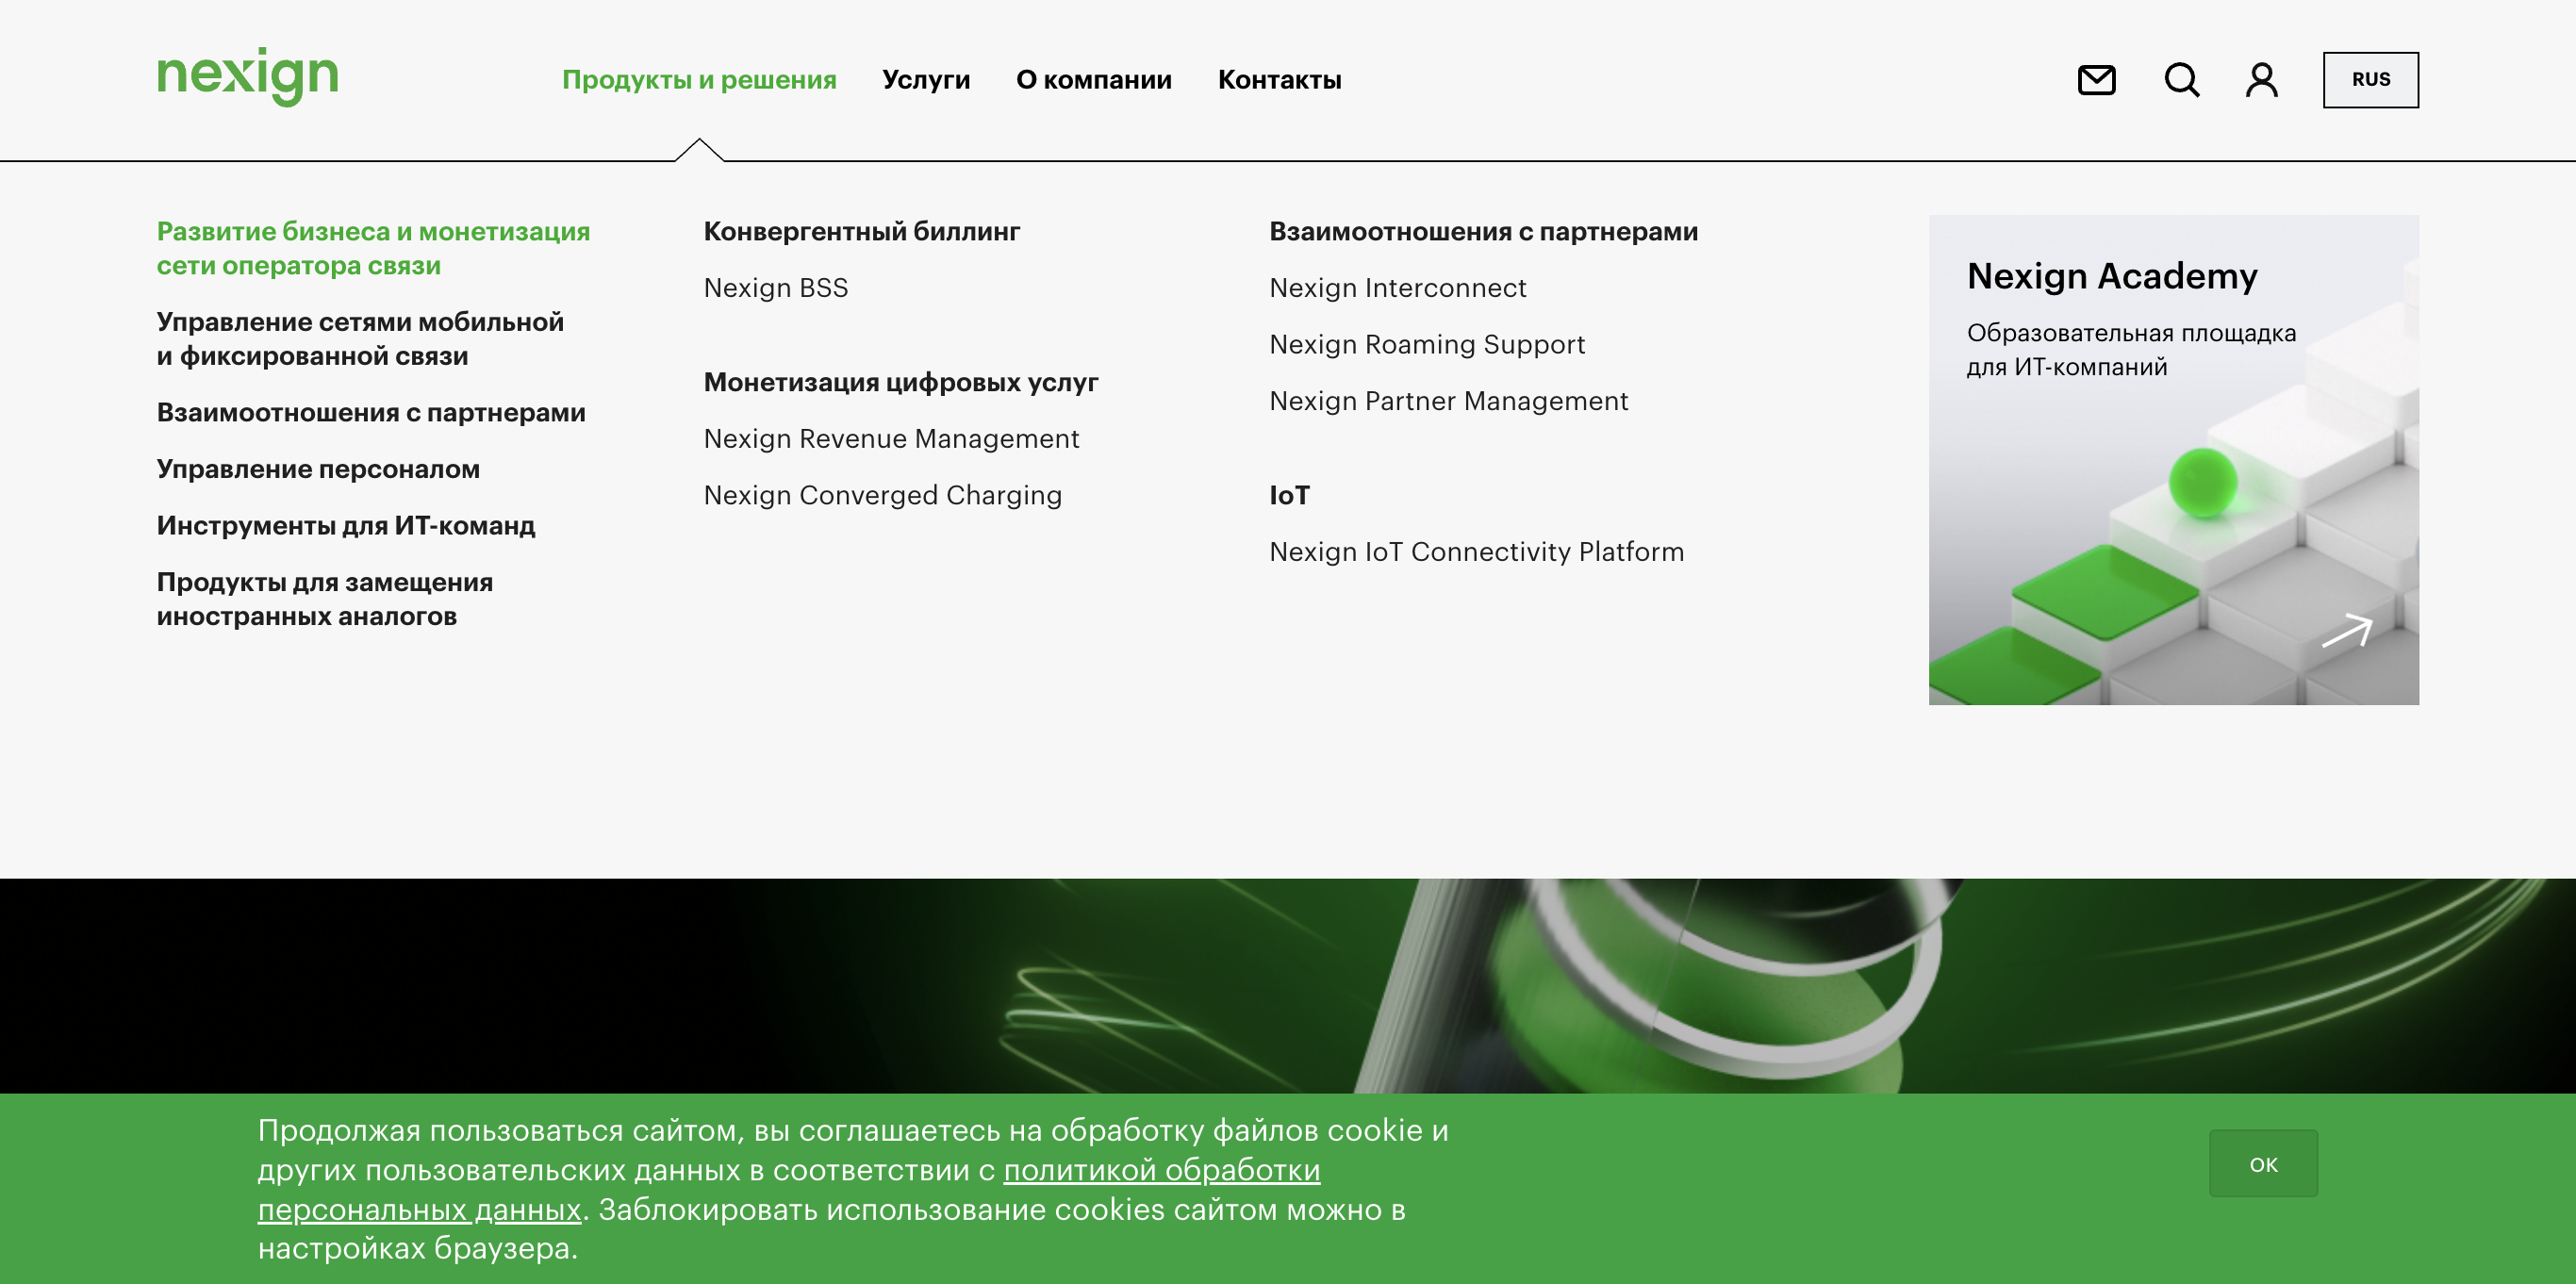 nexign
Продукты и решения
Услуги
О компании
Контакты
RUS
Развитие бизнеса и монетизация
сети оператора связи
Управление сетями мобильной
и фиксированной связи
Взаимоотношения с партнерами
Управление персоналом
Инструменты для ИТ-команд
Продукты для замещения
иностранных аналогов
Конвергентный биллинг
Nexign BSS
Монетизация цифровых услуг
Nexign Revenue Management
Nexign Converged Charging
Взаимоотношения с партнерами
Nexign Interconnect
Nexign Roaming Support
Nexign Partner Management
IoT
Nexign IoT Connectivity Platform
Nexign Academy
Образовательная площадка
для ИТ-компаний
Продолжая пользоваться сайтом, вы соглашаетесь на обработку файлов cookie и
других пользовательских данных в соответствии с политикой обработки
персональных данных. Заблокировать использование cookies сайтом можно в
настройках браузера.
ОК